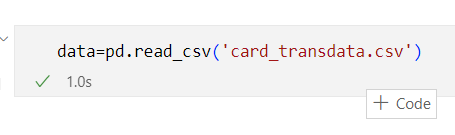 data=pd.read_csv('card_transdata.csv')
1.0s
+ Code